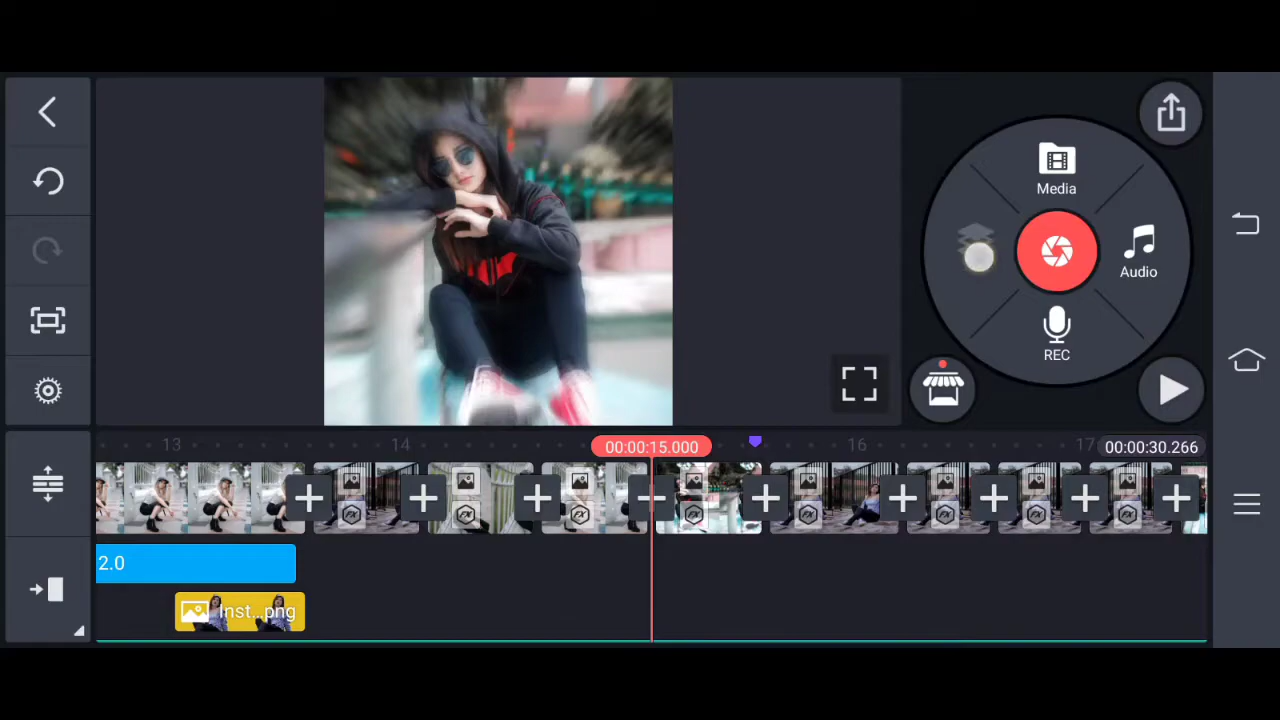 Media
Audio
REC
13
14
00:00:15.000
16
17
00:00:30.266
2.0
Inst...png